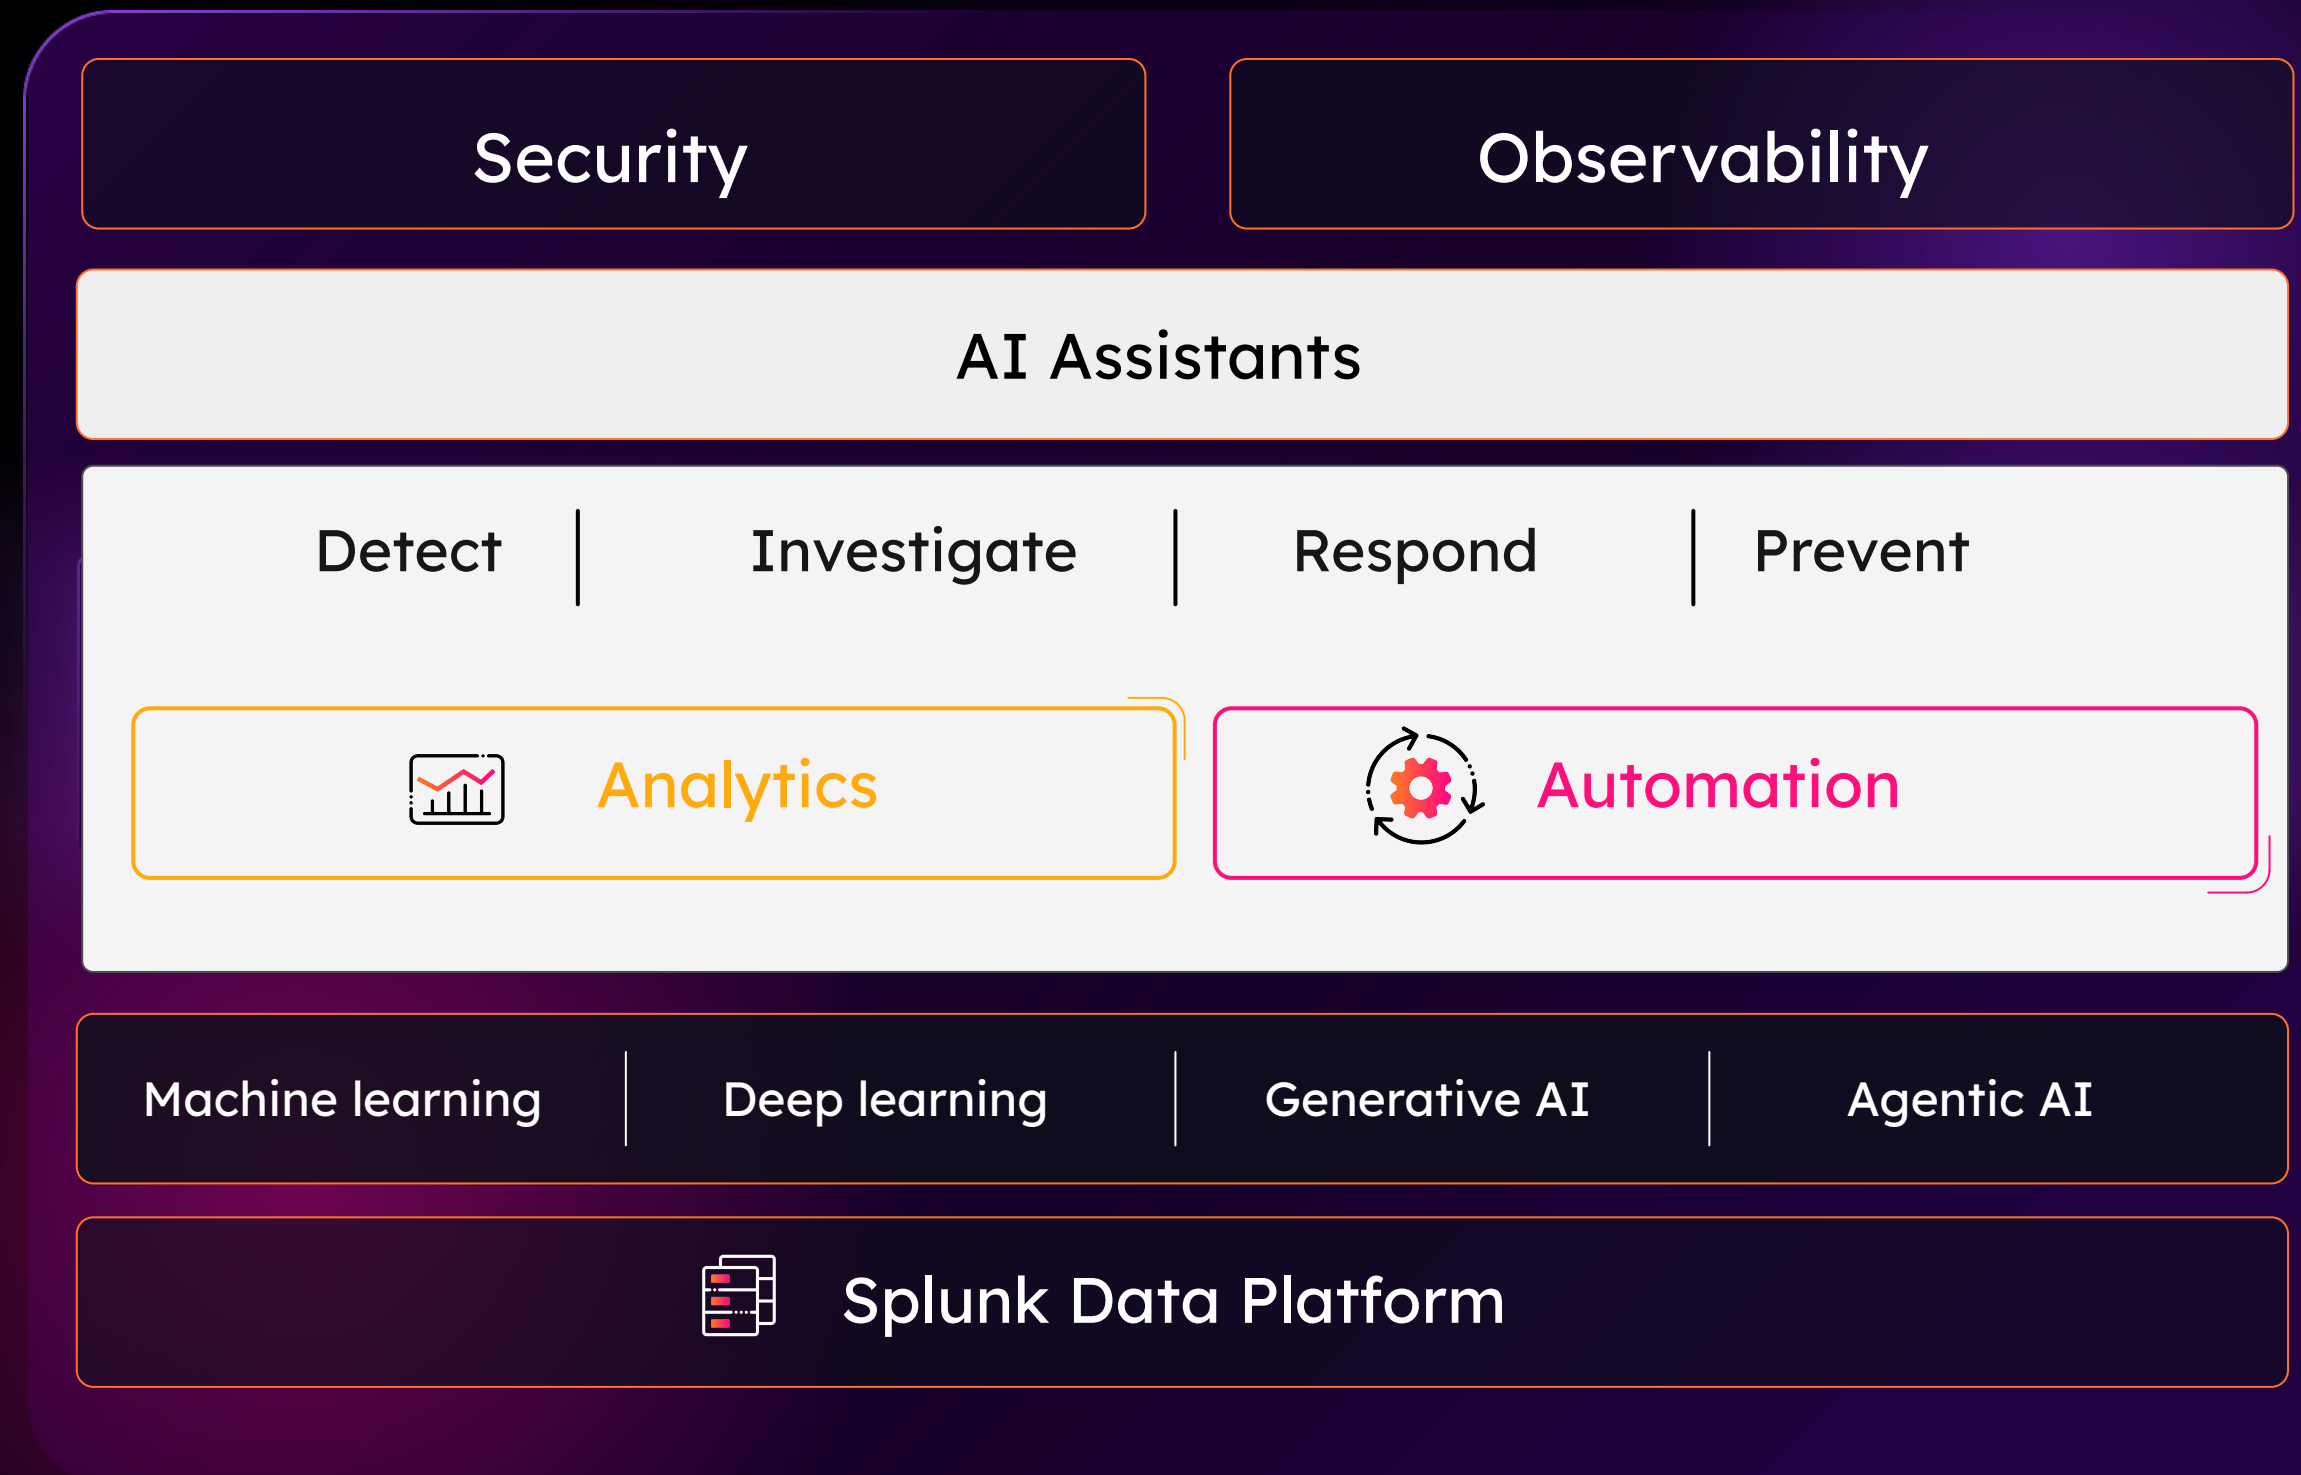 Security
Observability
AI Assistants
Detect
Investigate
Respond
Prevent
Analytics
Automation
Machine learning
Deep learning
Generative AI
Agentic AI
Splunk Data Platform